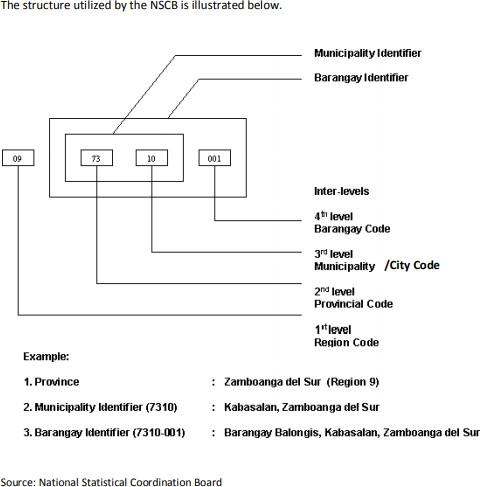 The structure utilized by the NSCB is illustrated below.
Municipality Identifier
Barangay Identifier
09
73
10
001
Inter-levels
4th level
Barangay Code
3rd level
Municipality /City Code
2nd level
Provincial Code
1rt level
Region Code
Example:
1. Province : Zamboanga del Sur (Region 9)
2. Municipality Identifier (7310) : Kabasalan, Zamboanga del Sur
3. Barangay Identifier (7310-001) : Barangay Balongis, Kabasalan, Zamboanga del Sur
Source: National Statistical Coordination Board